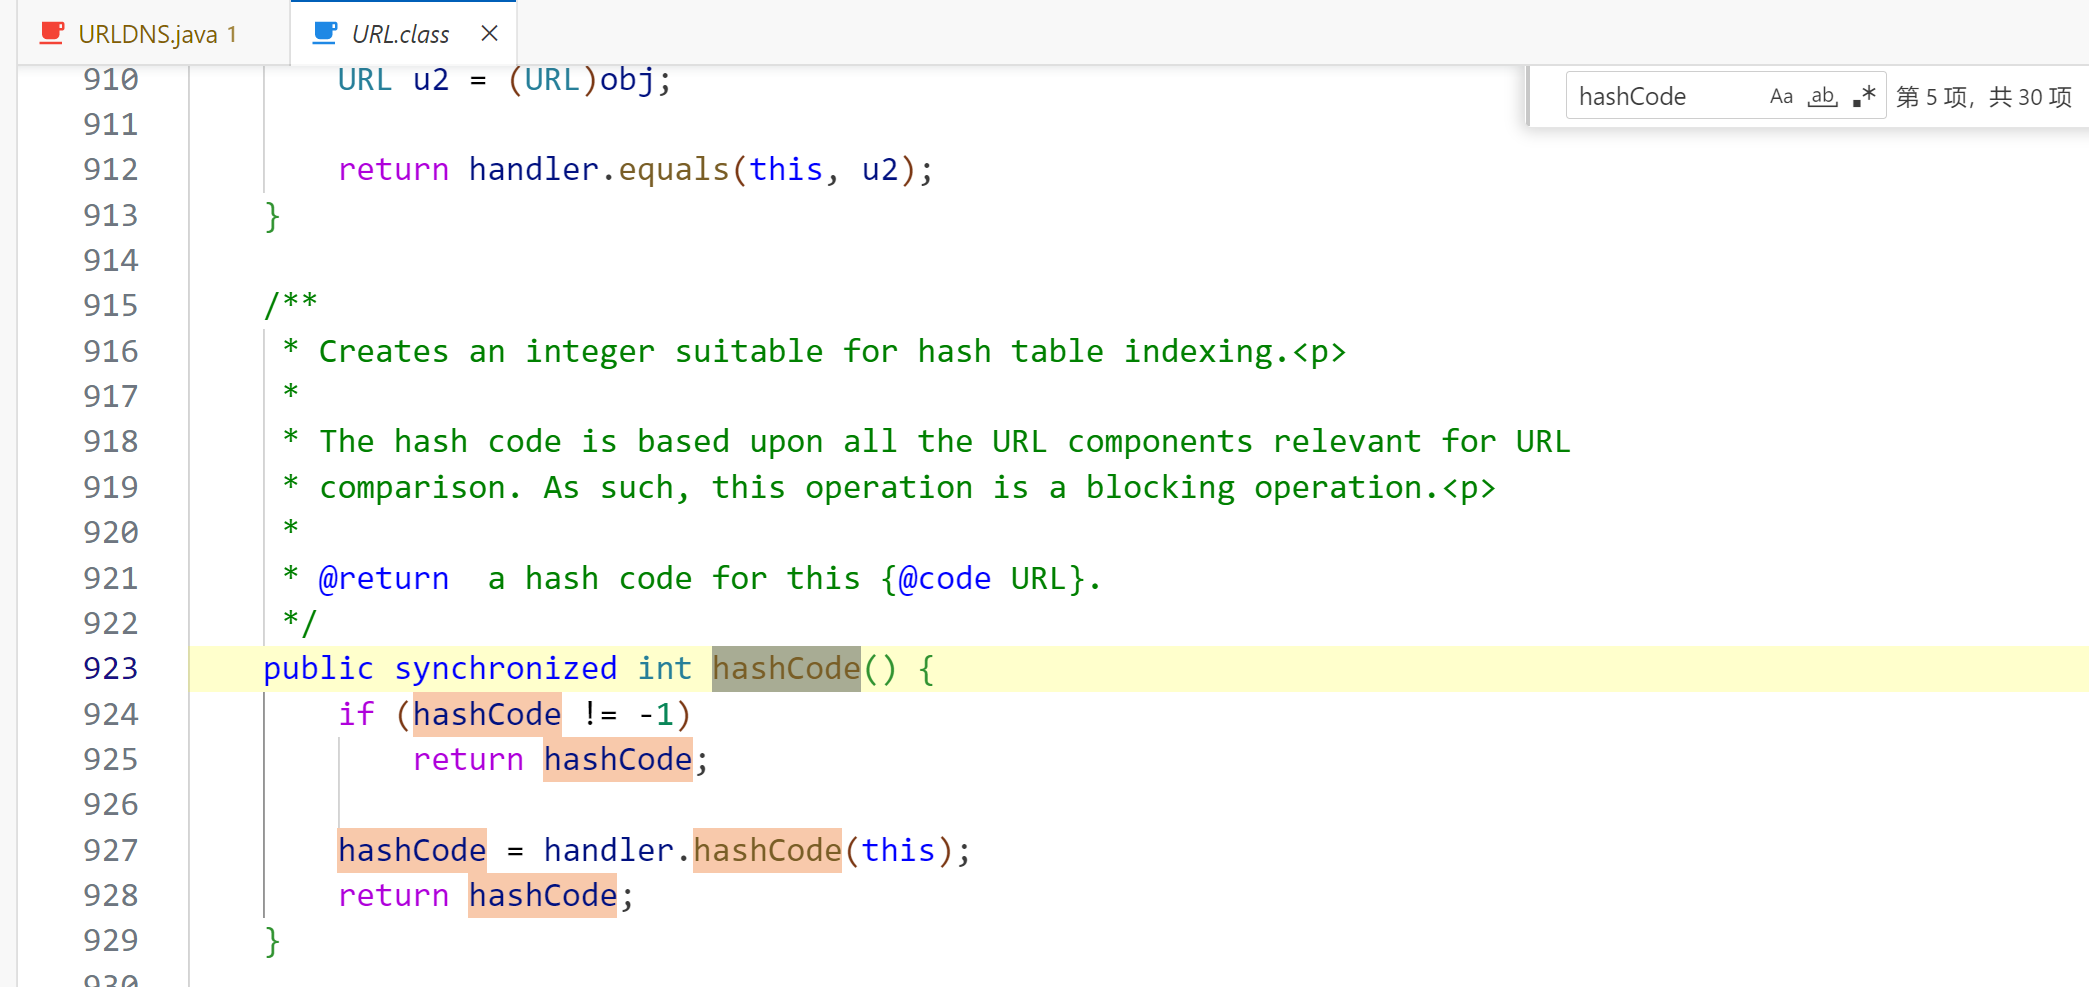 URLDNS.java 1
URL.class
hashCode Aa ab .* 第 5 项, 共 30 项
910 URL u2 = (URL)obj;
911
912 return handler.equals(this, u2);
913 }
914
915 /**
916 * Creates an integer suitable for hash table indexing.<p>
917 *
918 * The hash code is based upon all the URL components relevant for URL
919 * comparison. As such, this operation is a blocking operation.<p>
920 *
921 * @return  a hash code for this {@code URL}.
922 */
923 public synchronized int hashCode() {
924 if (hashCode != -1)
925 return hashCode;
926
927 hashCode = handler.hashCode(this);
928 return hashCode;
929 }
930